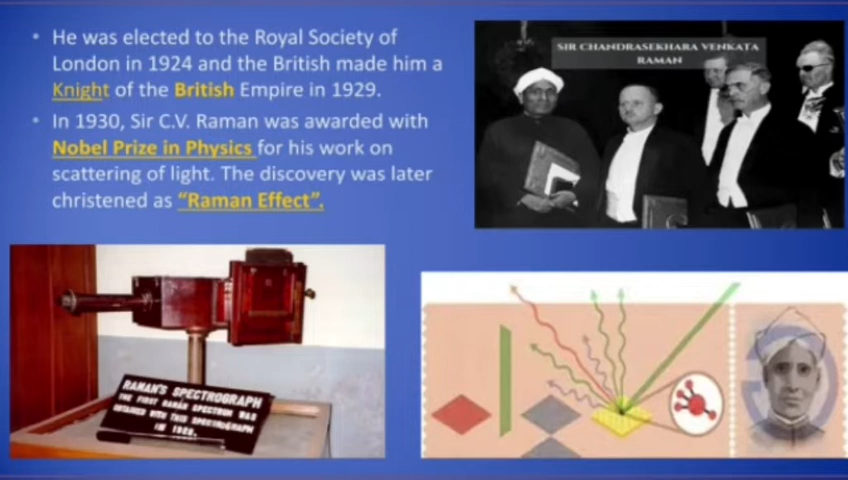 • He was elected to the Royal Society of
London in 1924 and the British made him a
Knight of the British Empire in 1929.
• In 1930, Sir C.V. Raman was awarded with
Nobel Prize in Physics for his work on
scattering of light. The discovery was later
christened as “Raman Effect”.
SIR CHANDRASEKHARA VENKATA
RAMAN
RAMAN'S SPECTROGRAPH
THE FIRST RAMAN SPECTRUM WAS
OBTAINED WITH THIS SPECTROGRAPH
IN 1928.